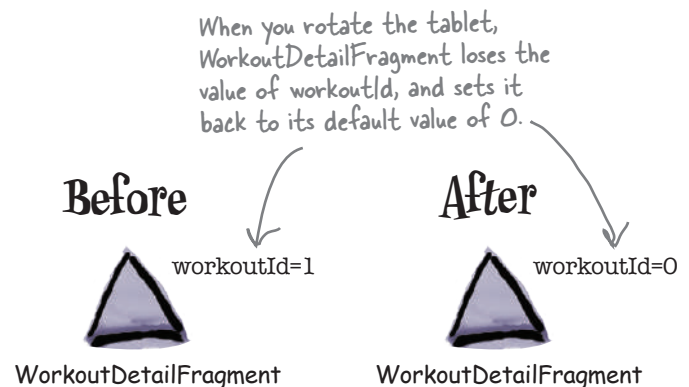 When you rotate the tablet,
WorkoutDetailFragment loses the
value of workoutId, and sets it
back to its default value of 0.
Before
After
workoutId=1
workoutId=0
WorkoutDetailFragment
WorkoutDetailFragment